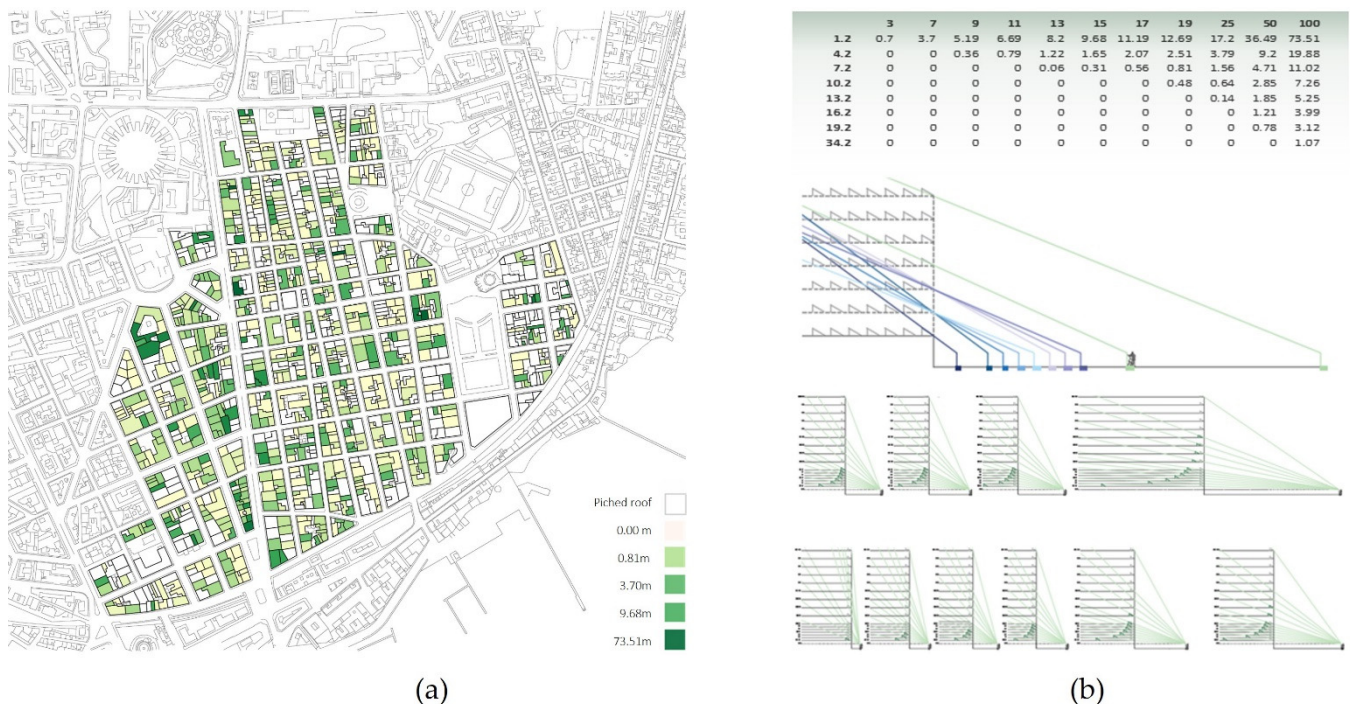 3 7 9 11 13 15 17 19 25 50 100
1.2 0.7 3.7 5.19 6.69 8.2 9.68 11.19 12.69 17.2 36.49 73.51
4.2 0 0 0.36 0.79 1.22 1.65 2.07 2.51 3.79 9.2 19.88
7.2 0 0 0 0 0.06 0.31 0.56 0.81 1.56 4.71 11.02
10.2 0 0 0 0 0 0 0 0.48 0.64 2.85 7.26
13.2 0 0 0 0 0 0 0 0 0.14 1.85 5.25
16.2 0 0 0 0 0 0 0 0 0 1.21 3.99
19.2 0 0 0 0 0 0 0 0 0 0.78 3.12
34.2 0 0 0 0 0 0 0 0 0 0 1.07
Piched roof
0.00 m
0.81m
3.70m
9.68m
73.51m
(a)
(b)